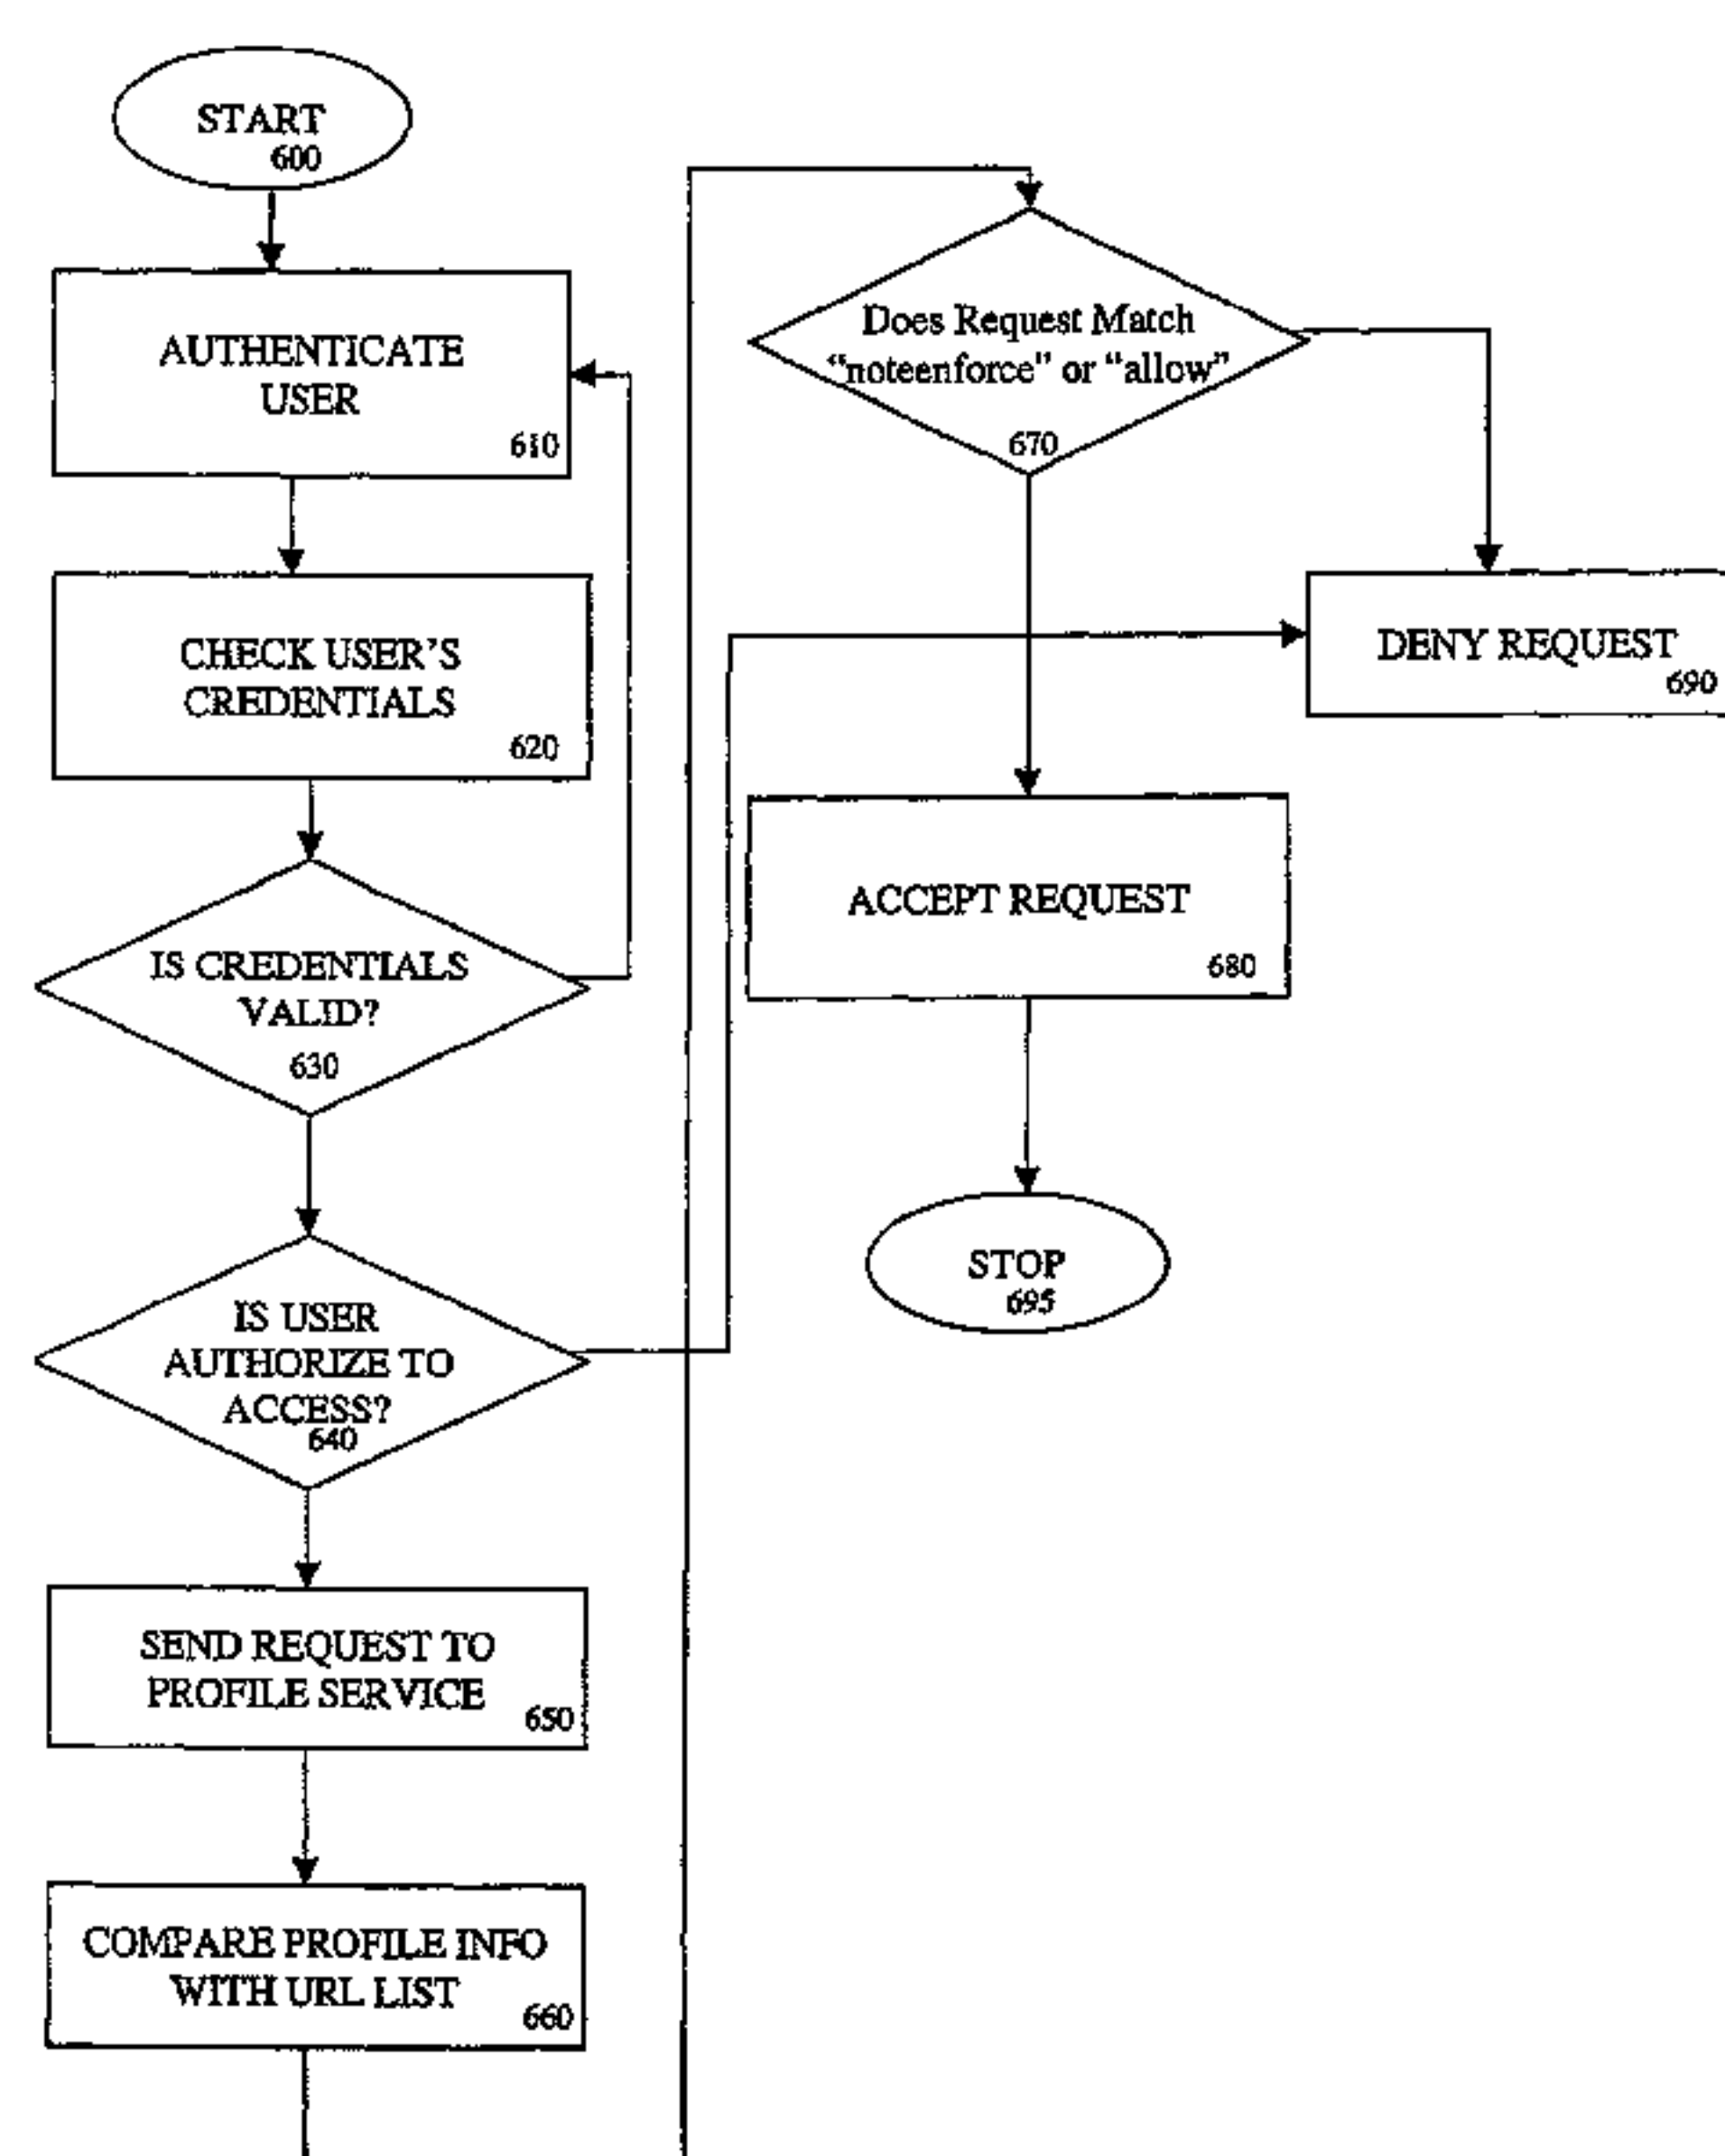 START
600
AUTHENTICATE
USER
610
CHECK USER'S
CREDENTIALS
620
IS CREDENTIALS
VALID?
630
IS USER
AUTHORIZE TO
ACCESS?
640
SEND REQUEST TO
PROFILE SERVICE
650
COMPARE PROFILE INFO
WITH URL LIST
660
Does Request Match
“noteenforce” or “allow”
670
DENY REQUEST
690
ACCEPT REQUEST
680
STOP
695